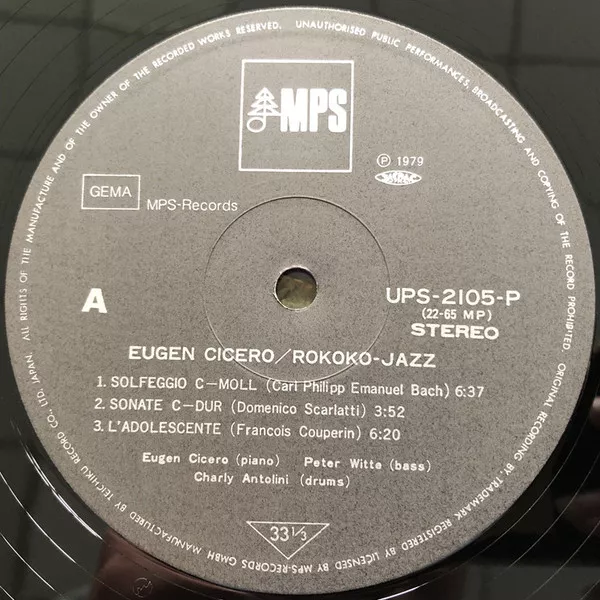 ALL RIGHTS OF THE MANUFACTURE AND OF THE OWNER OF THE RECORDED WORKS RESERVED. UNAUTHORISED PUBLIC PERFORMANCES, BROADCASTING AND COPYING OF THE RECORD PROHIBITED.
ORIGINAL RECORDING BY, TRADEMARK REGISTERED BY, LICENSED BY MPS-RECORDS GMBH MANUFACTURED BY TEICHIKU RECORD CO., LTD. JAPAN.
MPS
Ⓟ 1979
GEMA
MPS-Records
A
UPS-2105-P
(22-65 MP)
STEREO
EUGEN CICERO/ROKOKO-JAZZ
1. SOLFEGGIO C-MOLL (Carl Philipp Emanuel Bach) 6:37
2. SONATE C-DUR (Domenico Scarlatti) 3:52
3. L'ADOLESCENTE (Francois Couperin) 6:20
Eugen Cicero (piano) Peter Witte (bass)
Charly Antolini (drums)
33 1/3